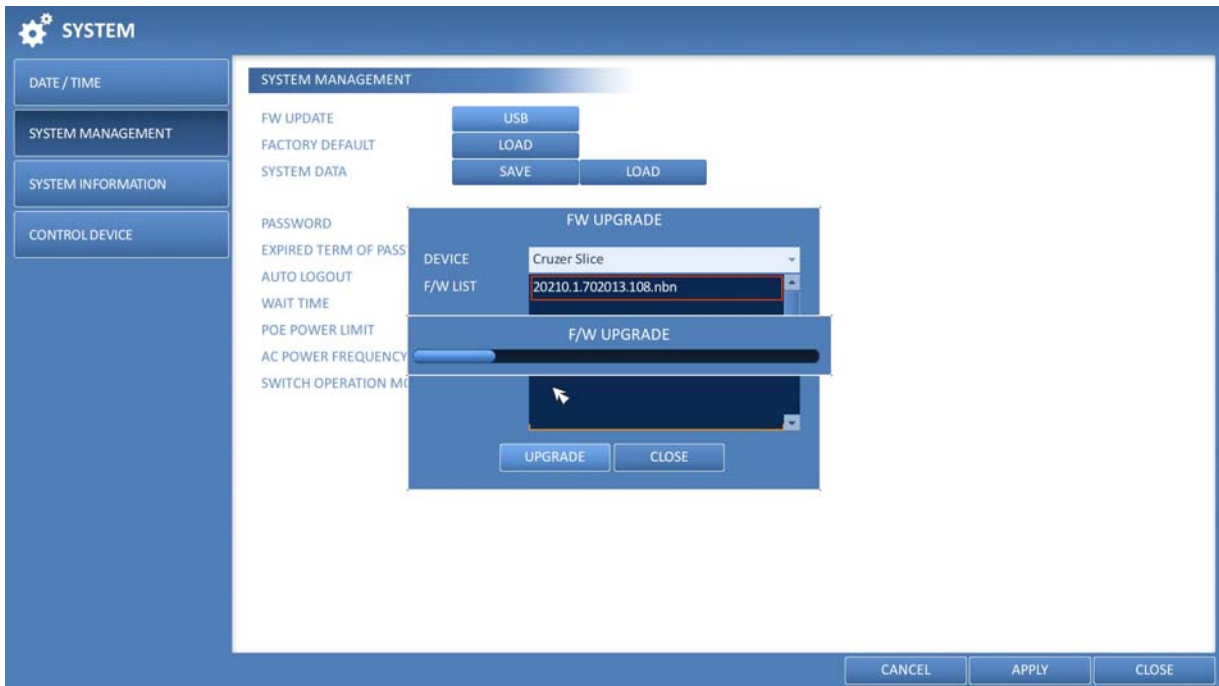 SYSTEM
DATE / TIME
SYSTEM MANAGEMENT
SYSTEM INFORMATION
CONTROL DEVICE
SYSTEM MANAGEMENT
FW UPDATE USB
FACTORY DEFAULT LOAD
SYSTEM DATA SAVE LOAD
PASSWORD
EXPIRED TERM OF PASS
AUTO LOGOUT
WAIT TIME
POE POWER LIMIT
AC POWER FREQUENCY
SWITCH OPERATION MO
FW UPGRADE
DEVICE Cruzer Slice
F/W LIST 20210.1.702013.108.nbn
F/W UPGRADE
UPGRADE CLOSE
CANCEL APPLY CLOSE